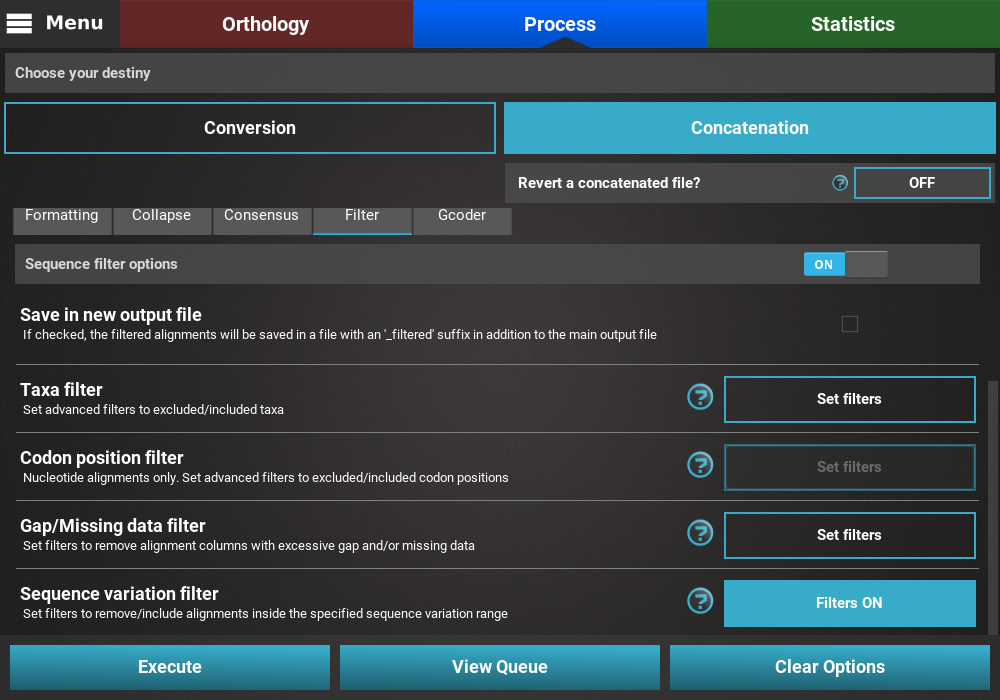 Menu
Orthology
Process
Statistics
Choose your destiny
Conversion
Concatenation
Revert a concatenated file?
?
OFF
Formatting
Collapse
Consensus
Filter
Gcoder
Sequence filter options
ON
Save in new output file
If checked, the filtered alignments will be saved in a file with an '_filtered' suffix in addition to the main output file
Taxa filter
Set advanced filters to excluded/included taxa
?
Set filters
Codon position filter
Nucleotide alignments only. Set advanced filters to excluded/included codon positions
?
Set filters
Gap/Missing data filter
Set filters to remove alignment columns with excessive gap and/or missing data
?
Set filters
Sequence variation filter
Set filters to remove/include alignments inside the specified sequence variation range
?
Filters ON
Execute
View Queue
Clear Options